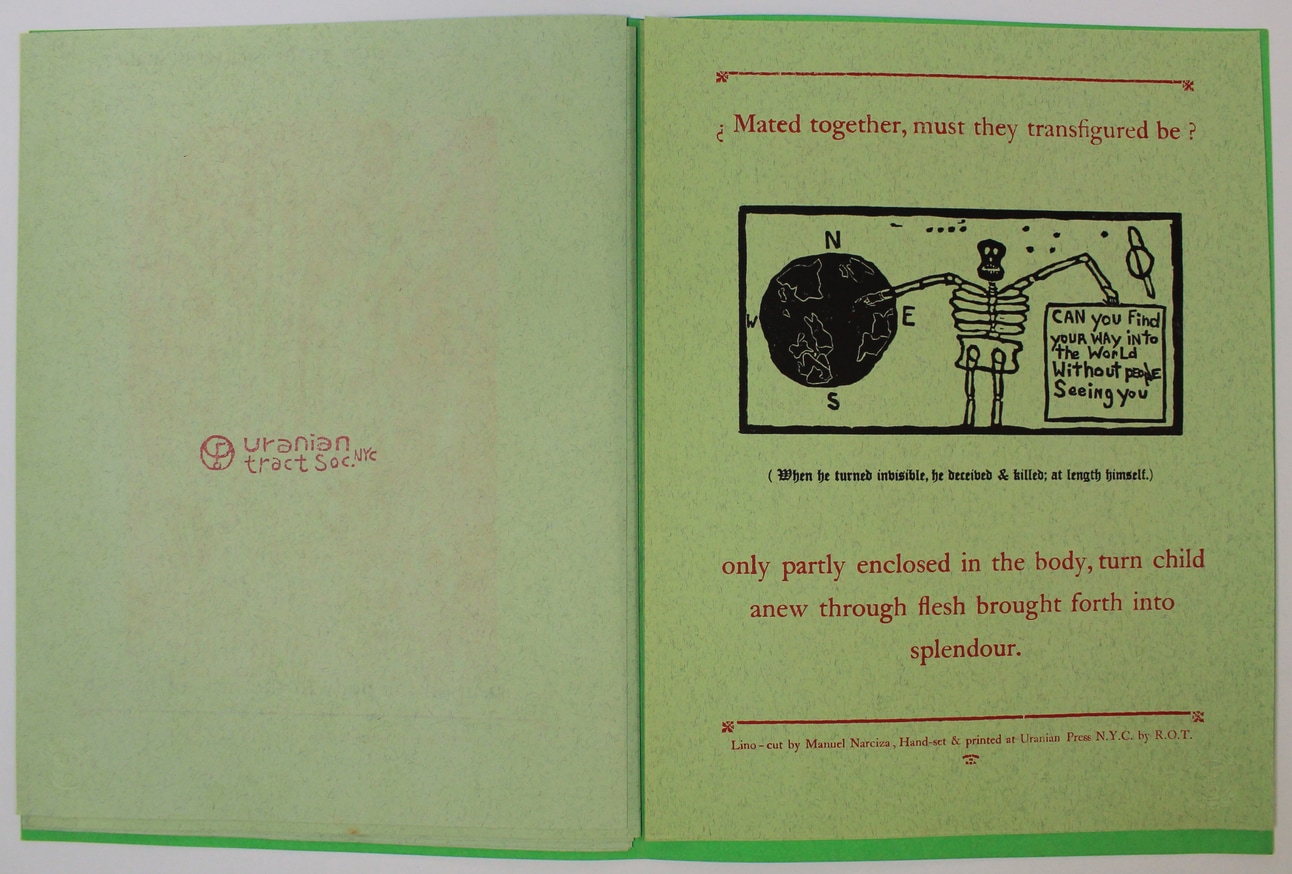 uranian
tract Soc. NYC
¿ Mated together, must they transfigured be ?
N
W
E
S
CAN you Find
YOUR WAY iNto
the WorLd
Without PEOPLE
Seeing you
( When he turned invisible, he deceived & killed; at length himself.)
only partly enclosed in the body, turn child
anew through flesh brought forth into
splendour.
Lino-cut by Manuel Narciza, Hand-set & printed at Uranian Press N.Y.C. by R.O.T.